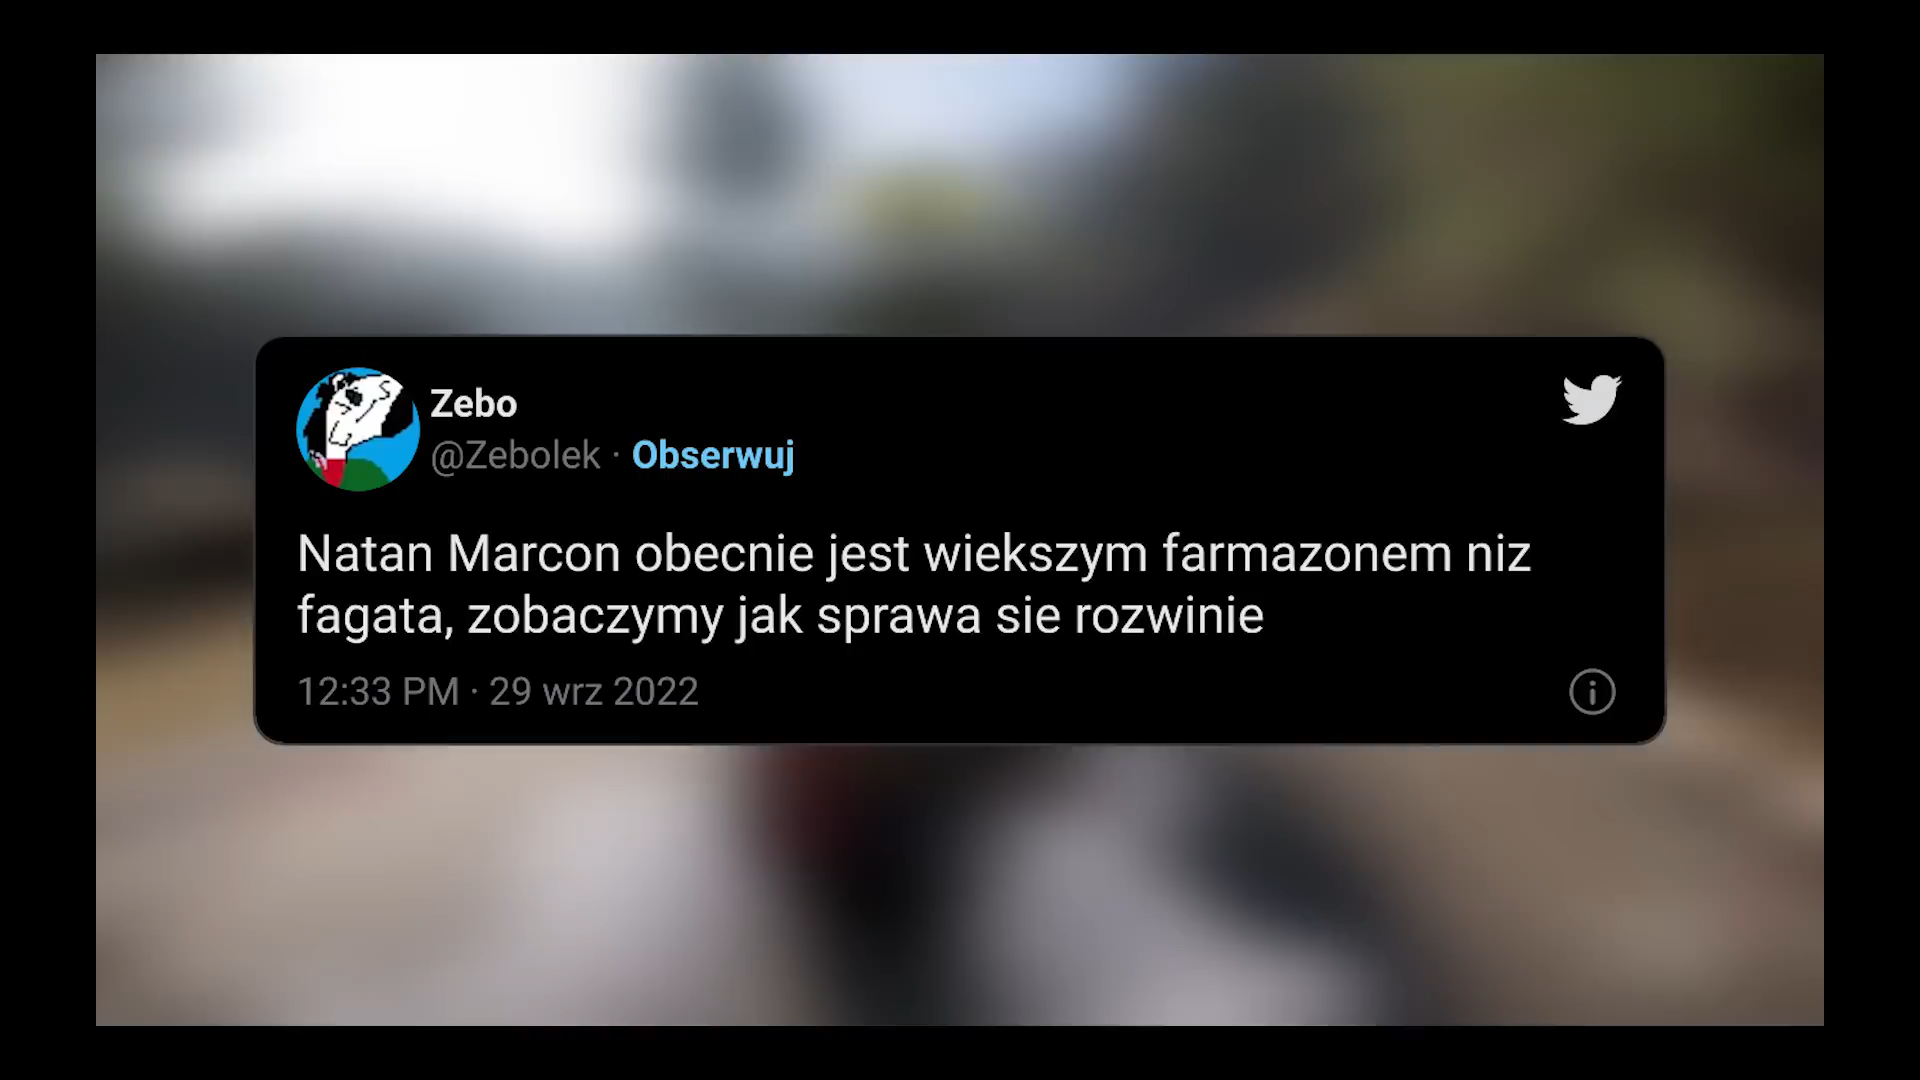 Zebo
@Zebolek · Obserwuj
Natan Marcon obecnie jest wiekszym farmazonem niz
fagata, zobaczymy jak sprawa sie rozwinie
12:33 PM · 29 wrz 2022